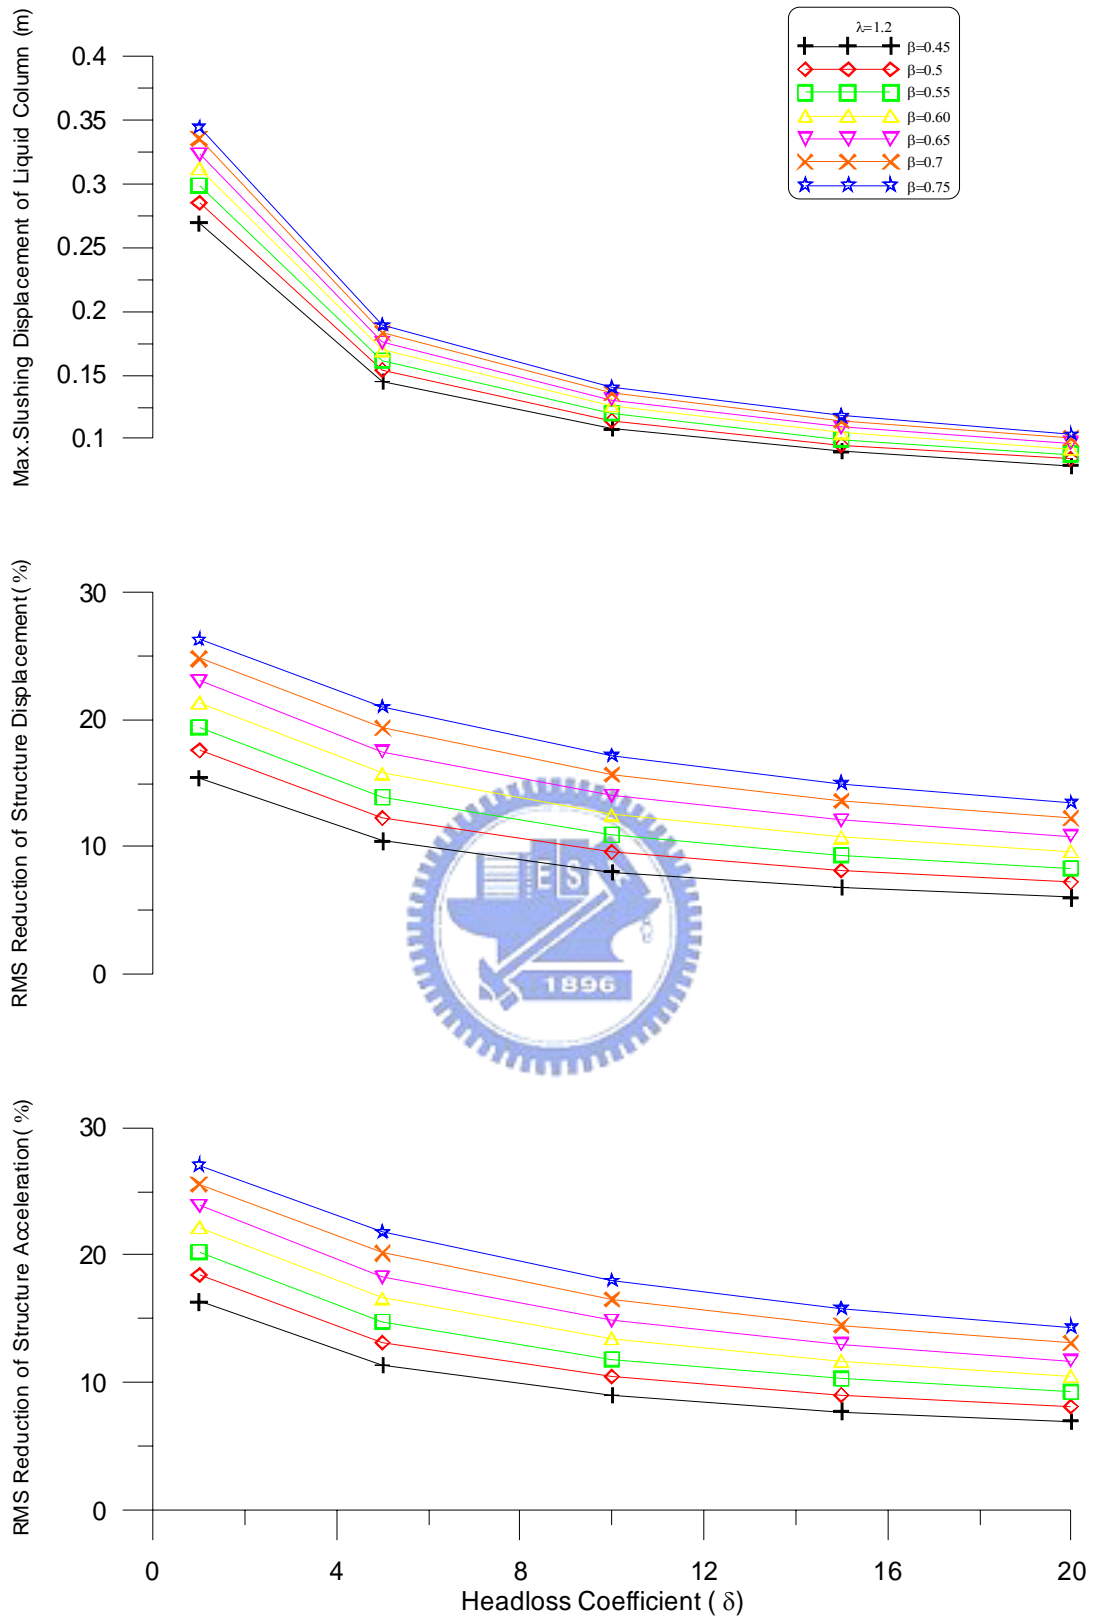 Max.Slushing Displacement of Liquid Column (m)
0.4
0.35
0.3
0.25
0.2
0.15
0.1
λ=1.2
β=0.45
β=0.5
β=0.55
β=0.60
β=0.65
β=0.7
β=0.75
RMS Reduction of Structure Displacement(%)
30
20
10
0
ES
1896
RMS Reduction of Structure Acceleration(%)
30
20
10
0
0 4 8 12 16 20
Headloss Coefficient ( δ)